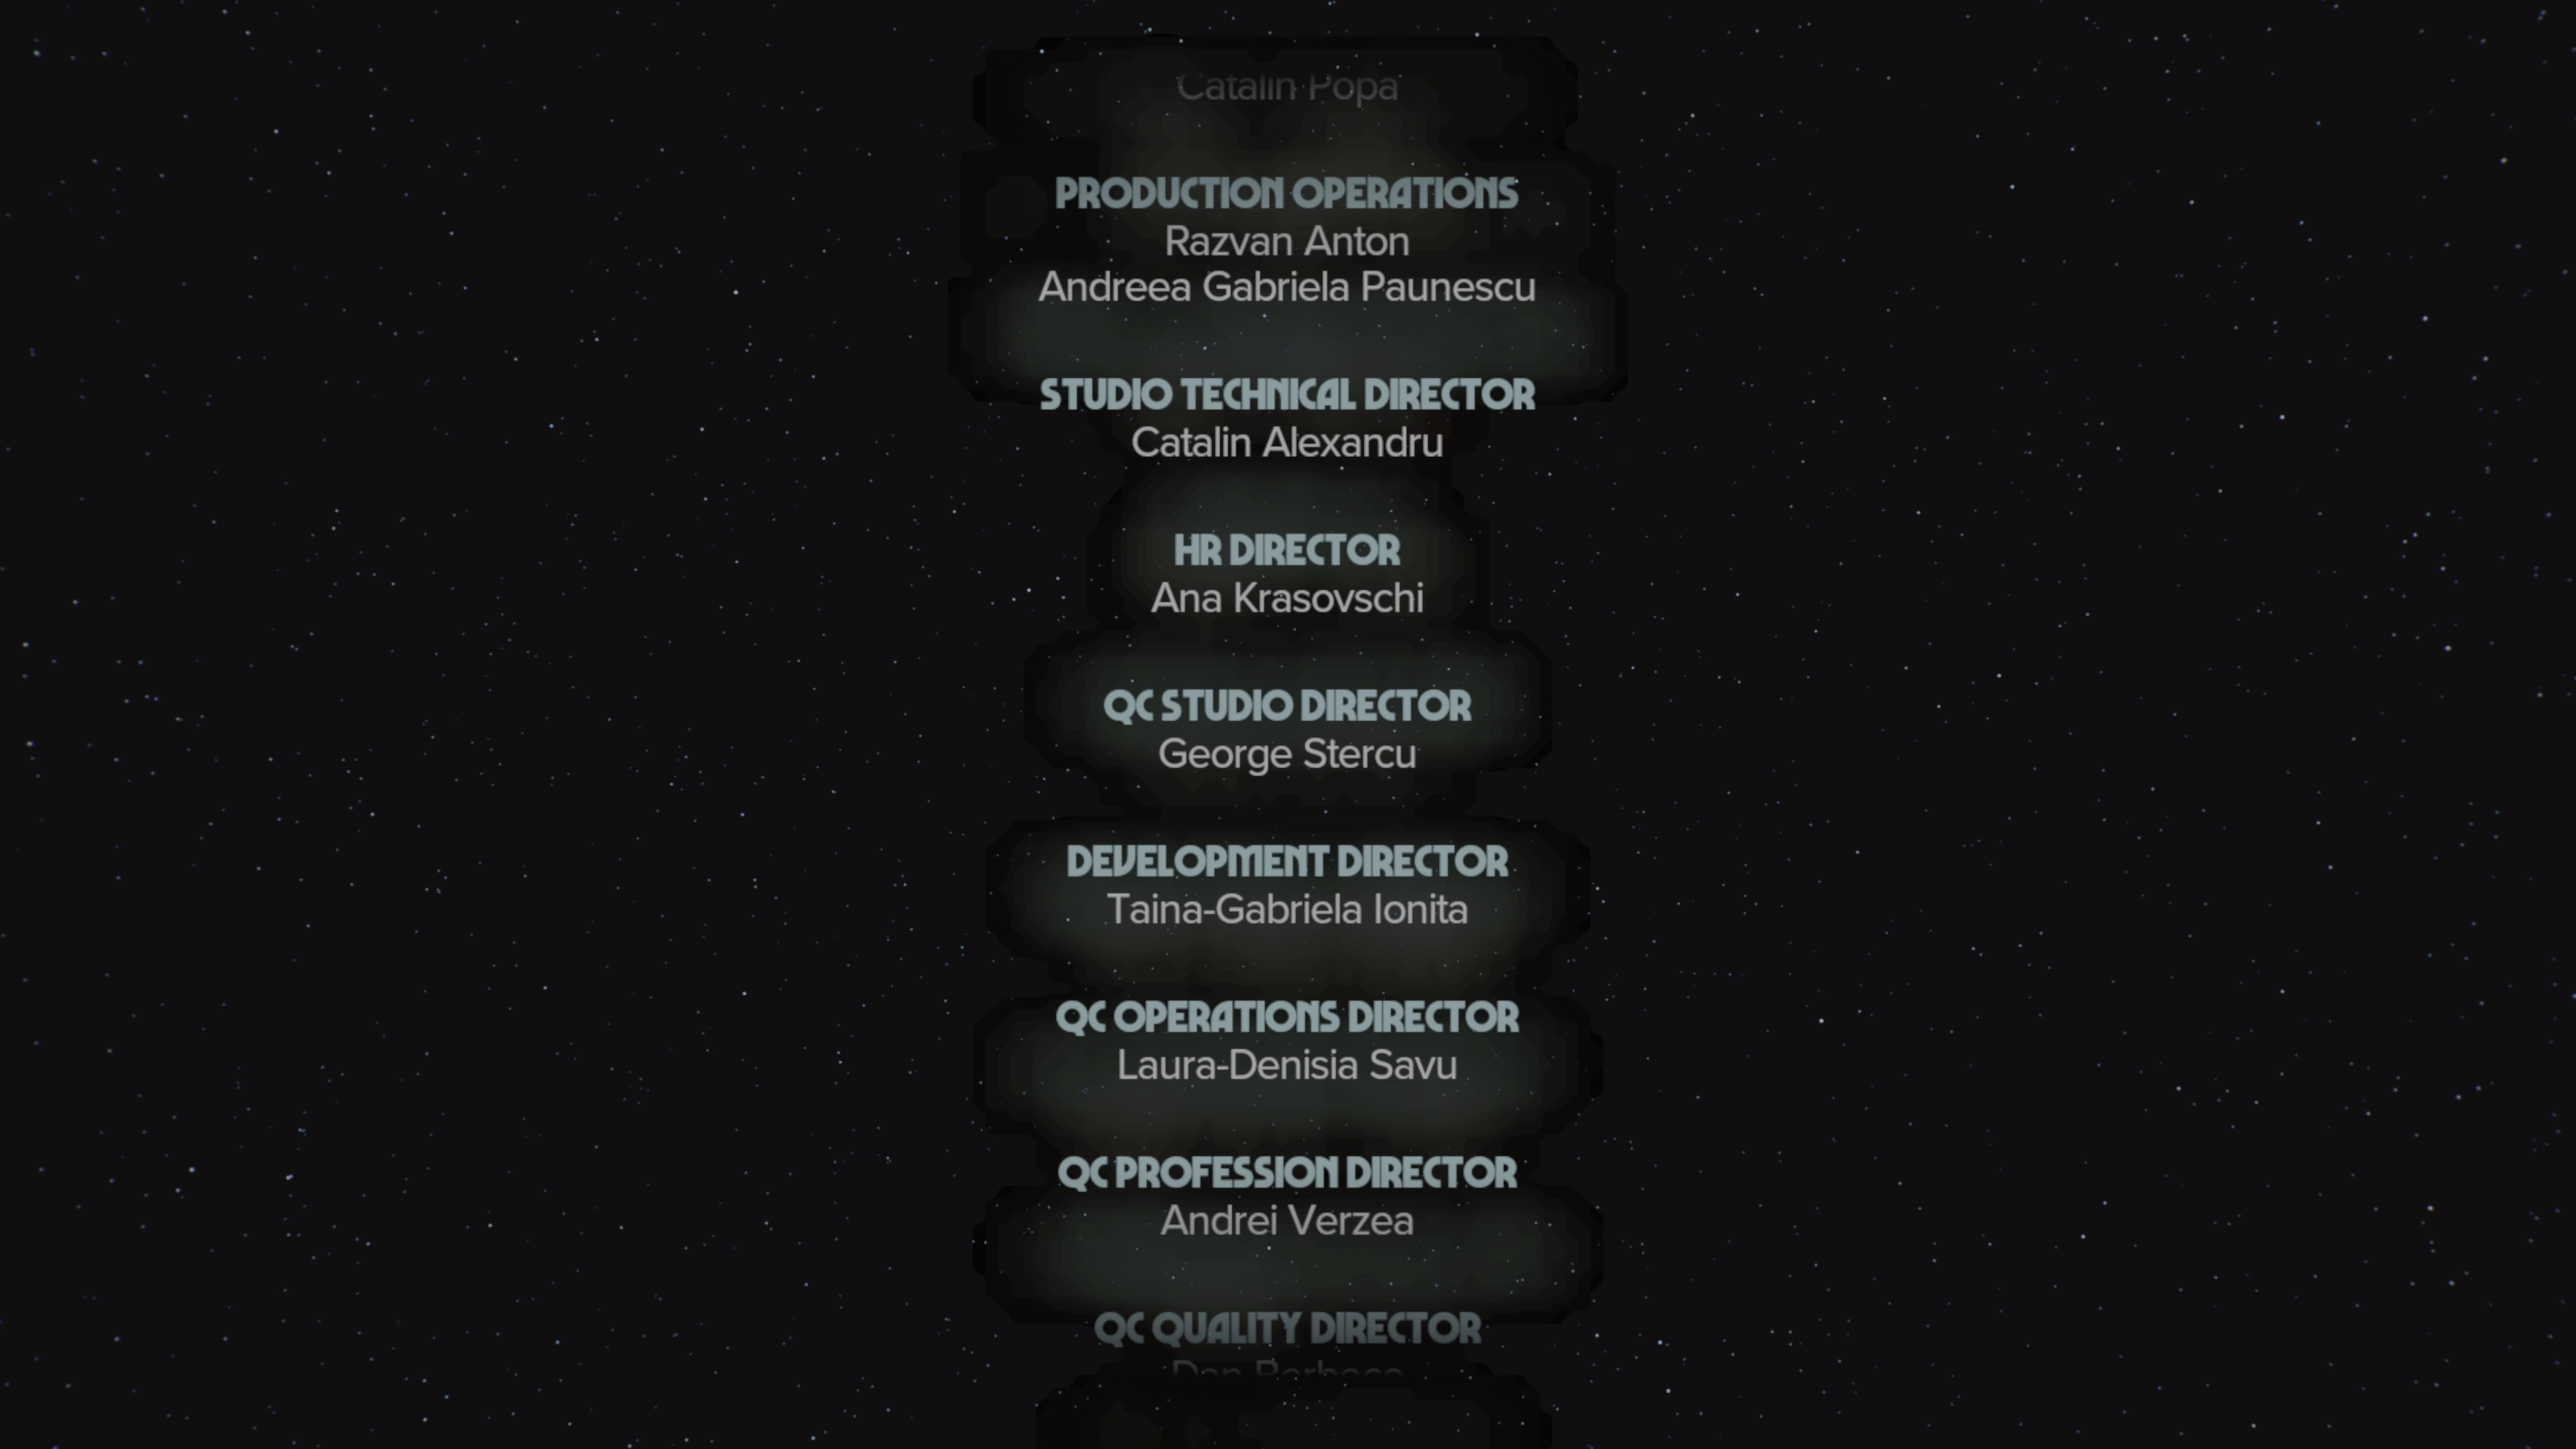 Catalin Popa
PRODUCTION OPERATIONS
Razvan Anton
Andreea Gabriela Paunescu
STUDIO TECHNICAL DIRECTOR
Catalin Alexandru
HR DIRECTOR
Ana Krasovschi
QC STUDIO DIRECTOR
George Stercu
DEVELOPMENT DIRECTOR
Taina-Gabriela Ionita
QC OPERATIONS DIRECTOR
Laura-Denisia Savu
QC PROFESSION DIRECTOR
Andrei Verzea
QC QUALITY DIRECTOR
Dan